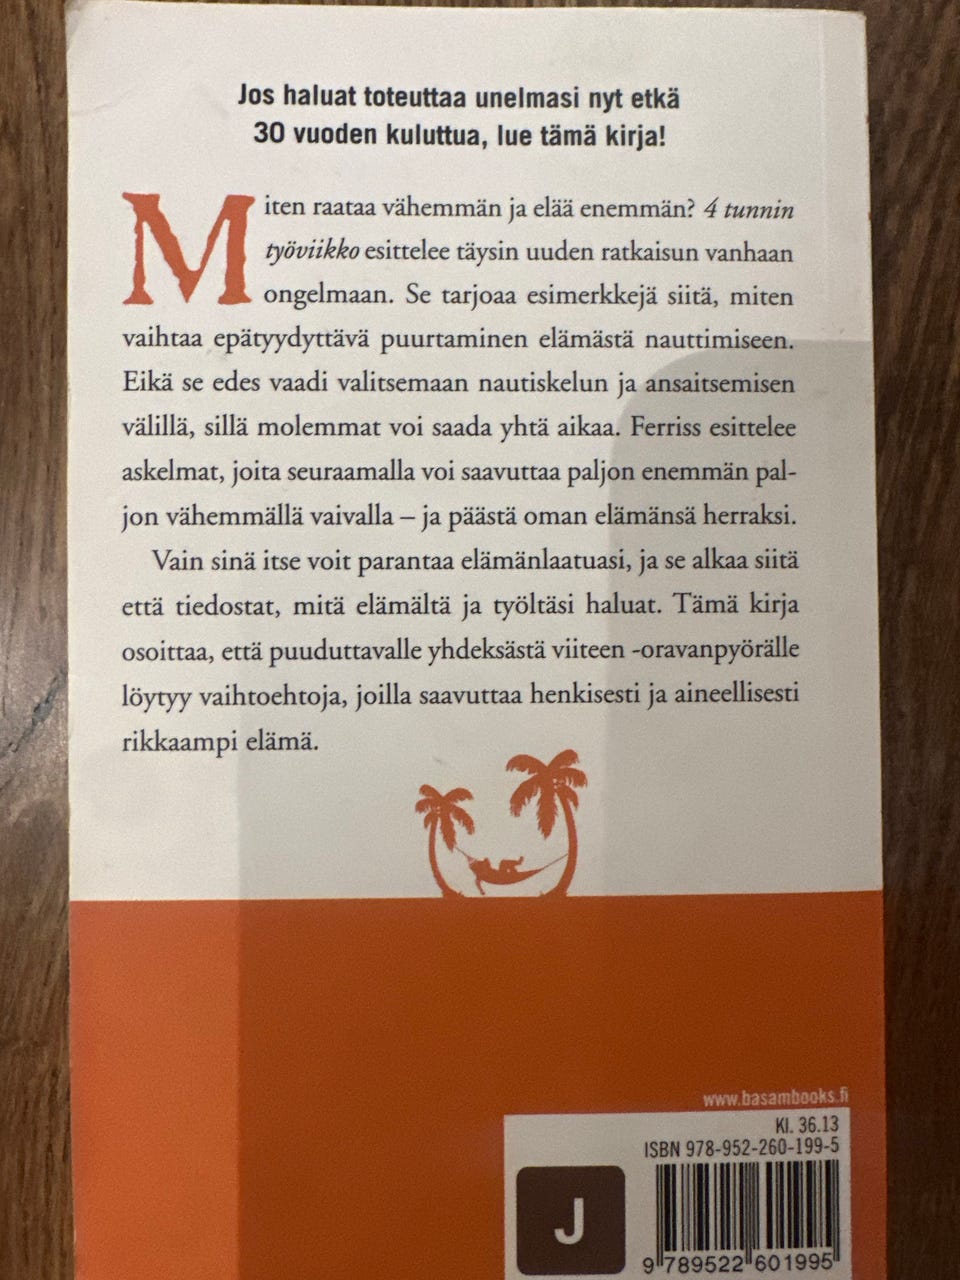 Jos haluat toteuttaa unelmasi nyt etkä
30 vuoden kuluttua, lue tämä kirja!
Miten raataa vähemmän ja elää enemmän? 4 tunnin
työviikko esittelee täysin uuden ratkaisun vanhaan
ongelmaan. Se tarjoaa esimerkkejä siitä, miten
vaihtaa epätyydyttävä puurtaminen elämästä nauttimiseen.
Eikä se edes vaadi valitsemaan nautiskelun ja ansaitsemisen
välillä, sillä molemmat voi saada yhtä aikaa. Ferriss esittelee
askelmat, joita seuraamalla voi saavuttaa paljon enemmän pal-
jon vähemmällä vaivalla – ja päästä oman elämänsä herraksi.
Vain sinä itse voit parantaa elämänlaatuasi, ja se alkaa siitä
että tiedostat, mitä elämältä ja työltäsi haluat. Tämä kirja
osoittaa, että puuduttavalle yhdeksästä viiteen -oravanpyörälle
löytyy vaihtoehtoja, joilla saavuttaa henkisesti ja aineellisesti
rikkaampi elämä.
www.basambooks.fi
Kl. 36.13
ISBN 978-952-260-199-5
J
9 789522 601995